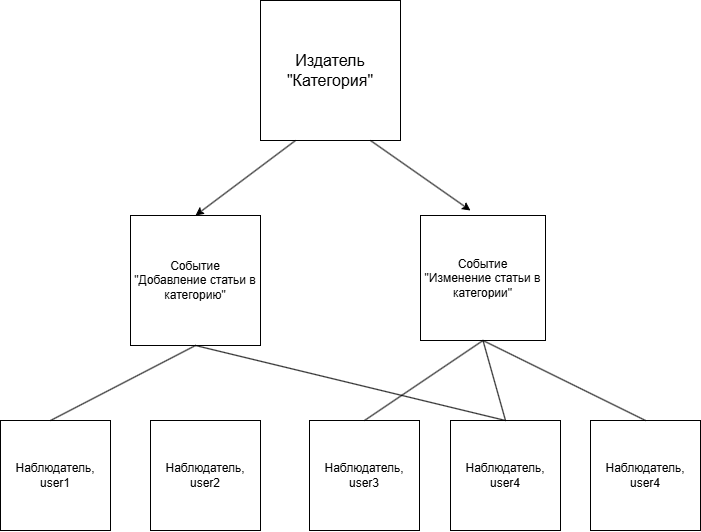 Издатель
"Категория"
Событие
"Добавление статьи в
категорию"
Событие
"Изменение статьи в
категории"
Наблюдатель,
user1
Наблюдатель,
user2
Наблюдатель,
user3
Наблюдатель,
user4
Наблюдатель,
user4